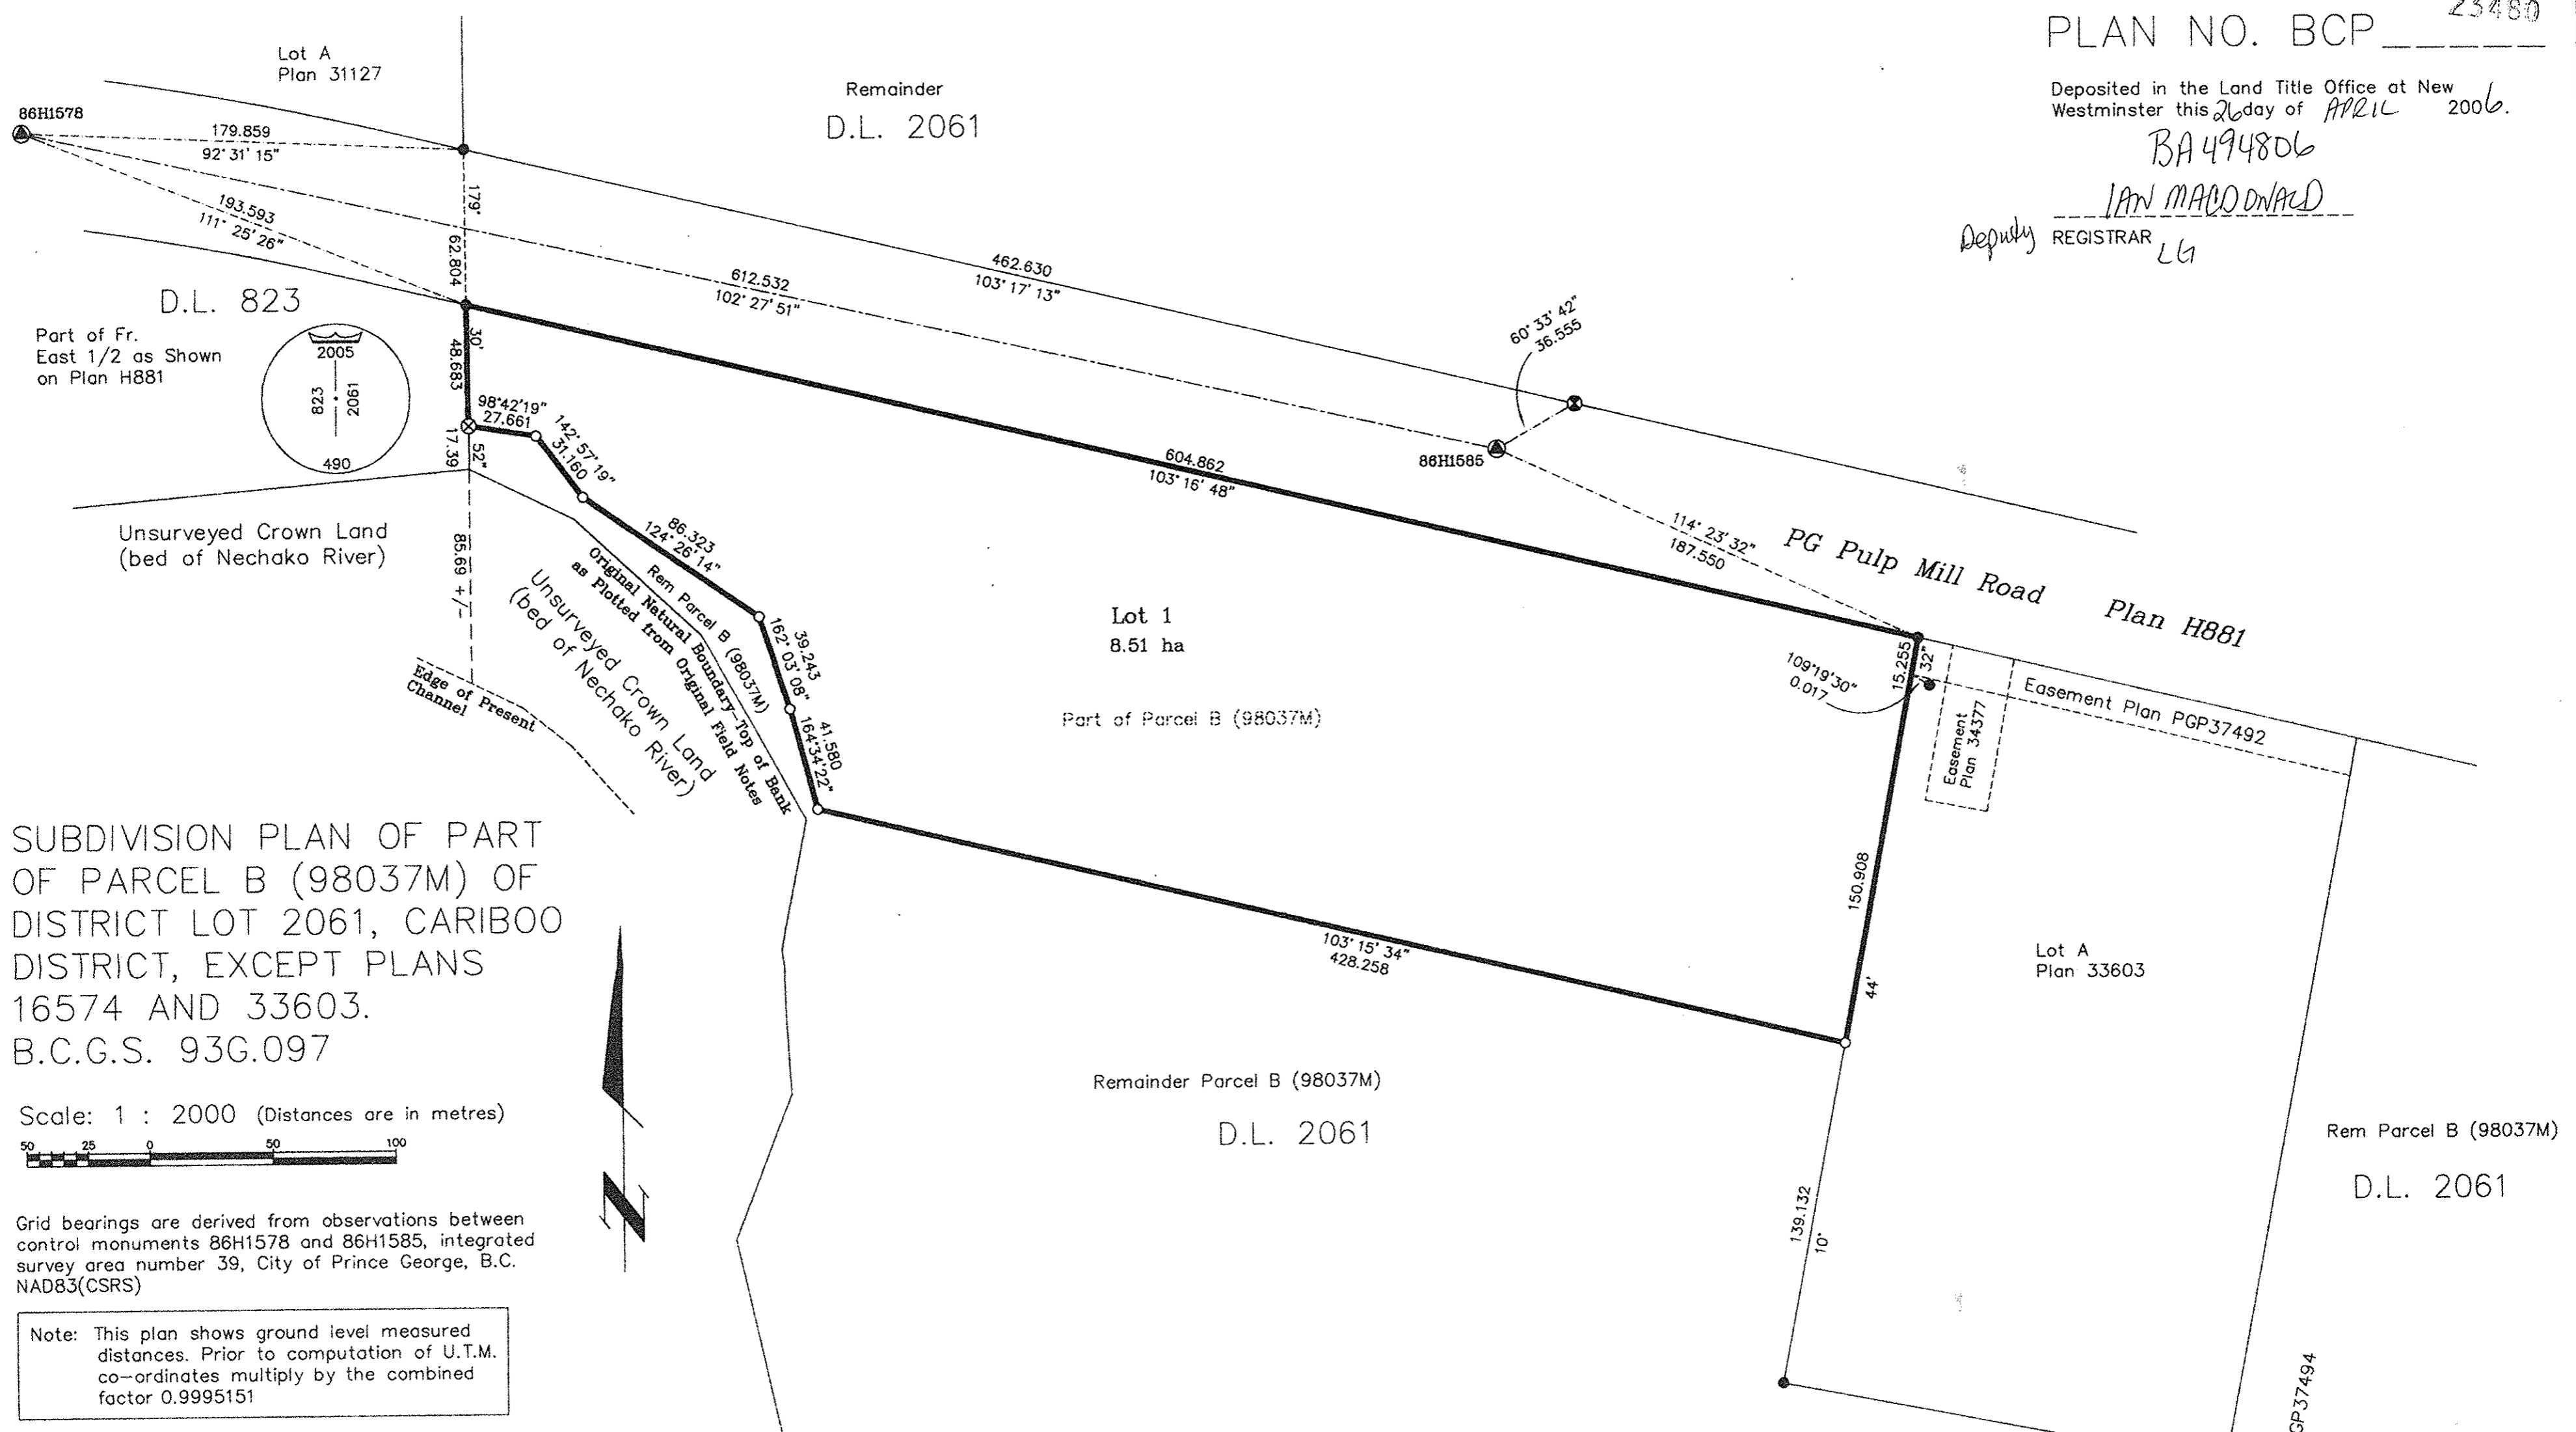 23480
PLAN NO. BCP______
Deposited in the Land Title Office at New
Westminster this 26 day of APRIL 2006.
BA494806
IAN MACDONALD
Deputy REGISTRAR
LG
Lot A
Plan 31127
Remainder
D.L. 2061
86H1578
179.859
92° 31' 15"
193.593
111° 25' 26"
179°
62.804
612.532
102° 27' 51"
462.630
103° 17' 13"
60° 33' 42"
36.555
86H1585
D.L. 823
Part of Fr.
East 1/2 as Shown
on Plan H881
2005
823
2061
490
30'
48.683
98°42'19"
27.661
142° 57' 19"
31.160
17.39
52"
604.862
103° 16' 48"
114° 23' 32"
187.550
PG Pulp Mill Road Plan H881
Unsurveyed Crown Land
(bed of Nechako River)
85.69 +/-
86.323
124° 26' 14"
Rem Parcel B (98037M)
Original Natural Boundary-Top of Bank
as Plotted from Original Field Notes
Unsurveyed Crown Land
(bed of Nechako River)
Edge of Present
Channel
39.243
162° 03' 08"
41.580
164°34'22"
Lot 1
8.51 ha
Part of Parcel B (98037M)
15.255
32"
109°19'30"
0.017
Easement
Plan 34377
Easement Plan PGP37492
150.908
44'
103° 15' 34"
428.258
Lot A
Plan 33603
SUBDIVISION PLAN OF PART
OF PARCEL B (98037M) OF
DISTRICT LOT 2061, CARIBOO
DISTRICT, EXCEPT PLANS
16574 AND 33603.
B.C.G.S. 93G.097
Scale: 1 : 2000 (Distances are in metres)
50 25 0 50 100
N
Remainder Parcel B (98037M)
D.L. 2061
139.132
10°
Rem Parcel B (98037M)
D.L. 2061
GP37494
Grid bearings are derived from observations between
control monuments 86H1578 and 86H1585, integrated
survey area number 39, City of Prince George, B.C.
NAD83(CSRS)
Note: This plan shows ground level measured
distances. Prior to computation of U.T.M.
co-ordinates multiply by the combined
factor 0.9995151